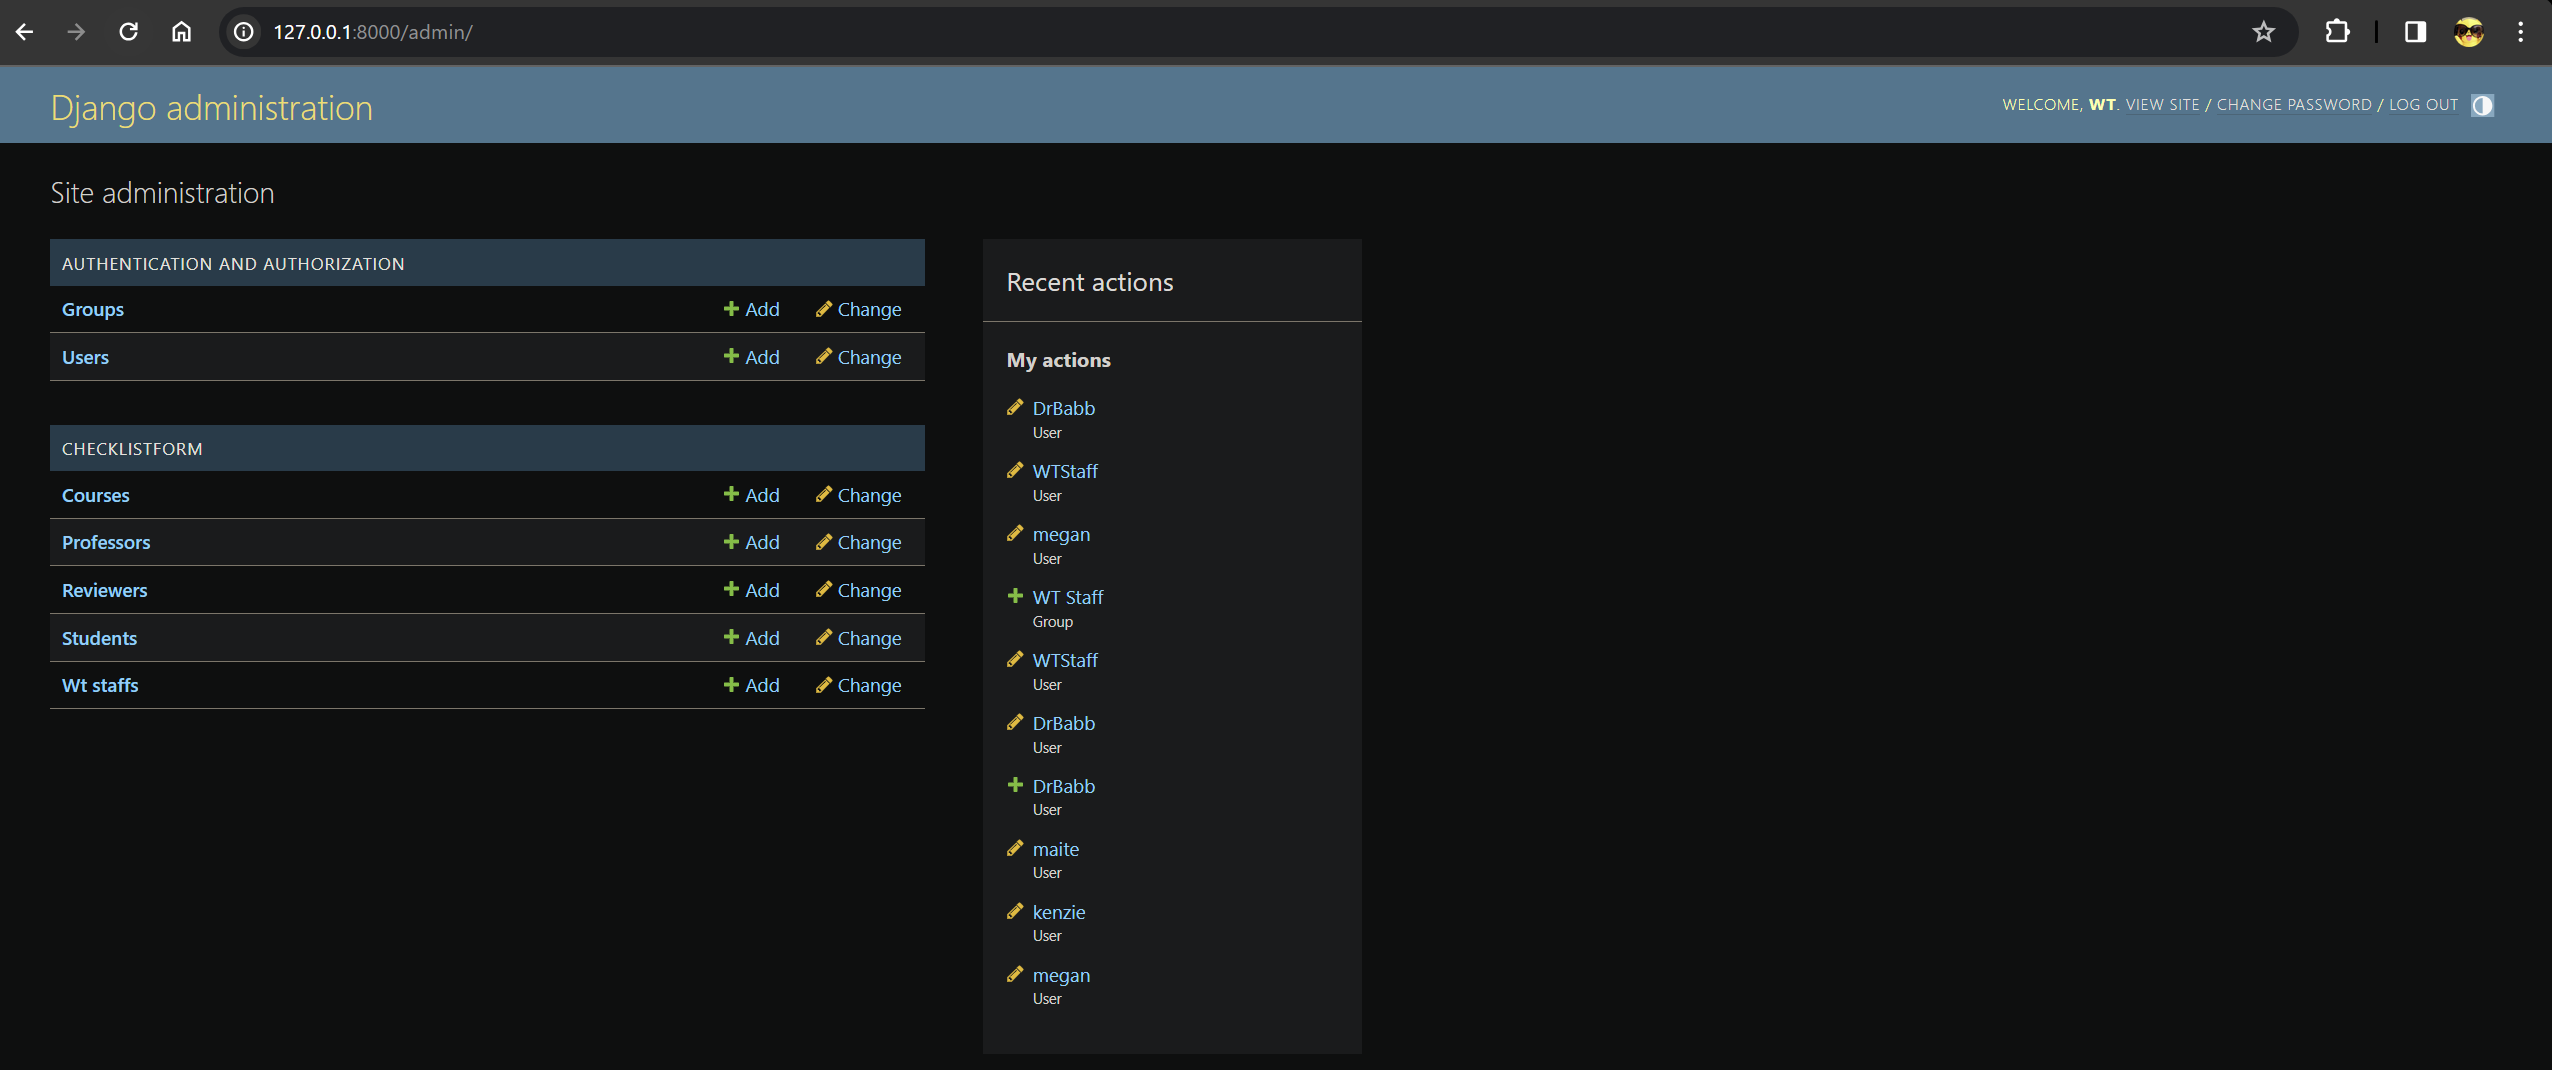 127.0.0.1:8000/admin/
Django administration
WELCOME, WT. VIEW SITE / CHANGE PASSWORD / LOG OUT
Site administration
AUTHENTICATION AND AUTHORIZATION
Groups Add Change
Users Add Change
CHECKLISTFORM
Courses Add Change
Professors Add Change
Reviewers Add Change
Students Add Change
Wt staffs Add Change
Recent actions
My actions
DrBabb
User
WTStaff
User
megan
User
WT Staff
Group
WTStaff
User
DrBabb
User
DrBabb
User
maite
User
kenzie
User
megan
User